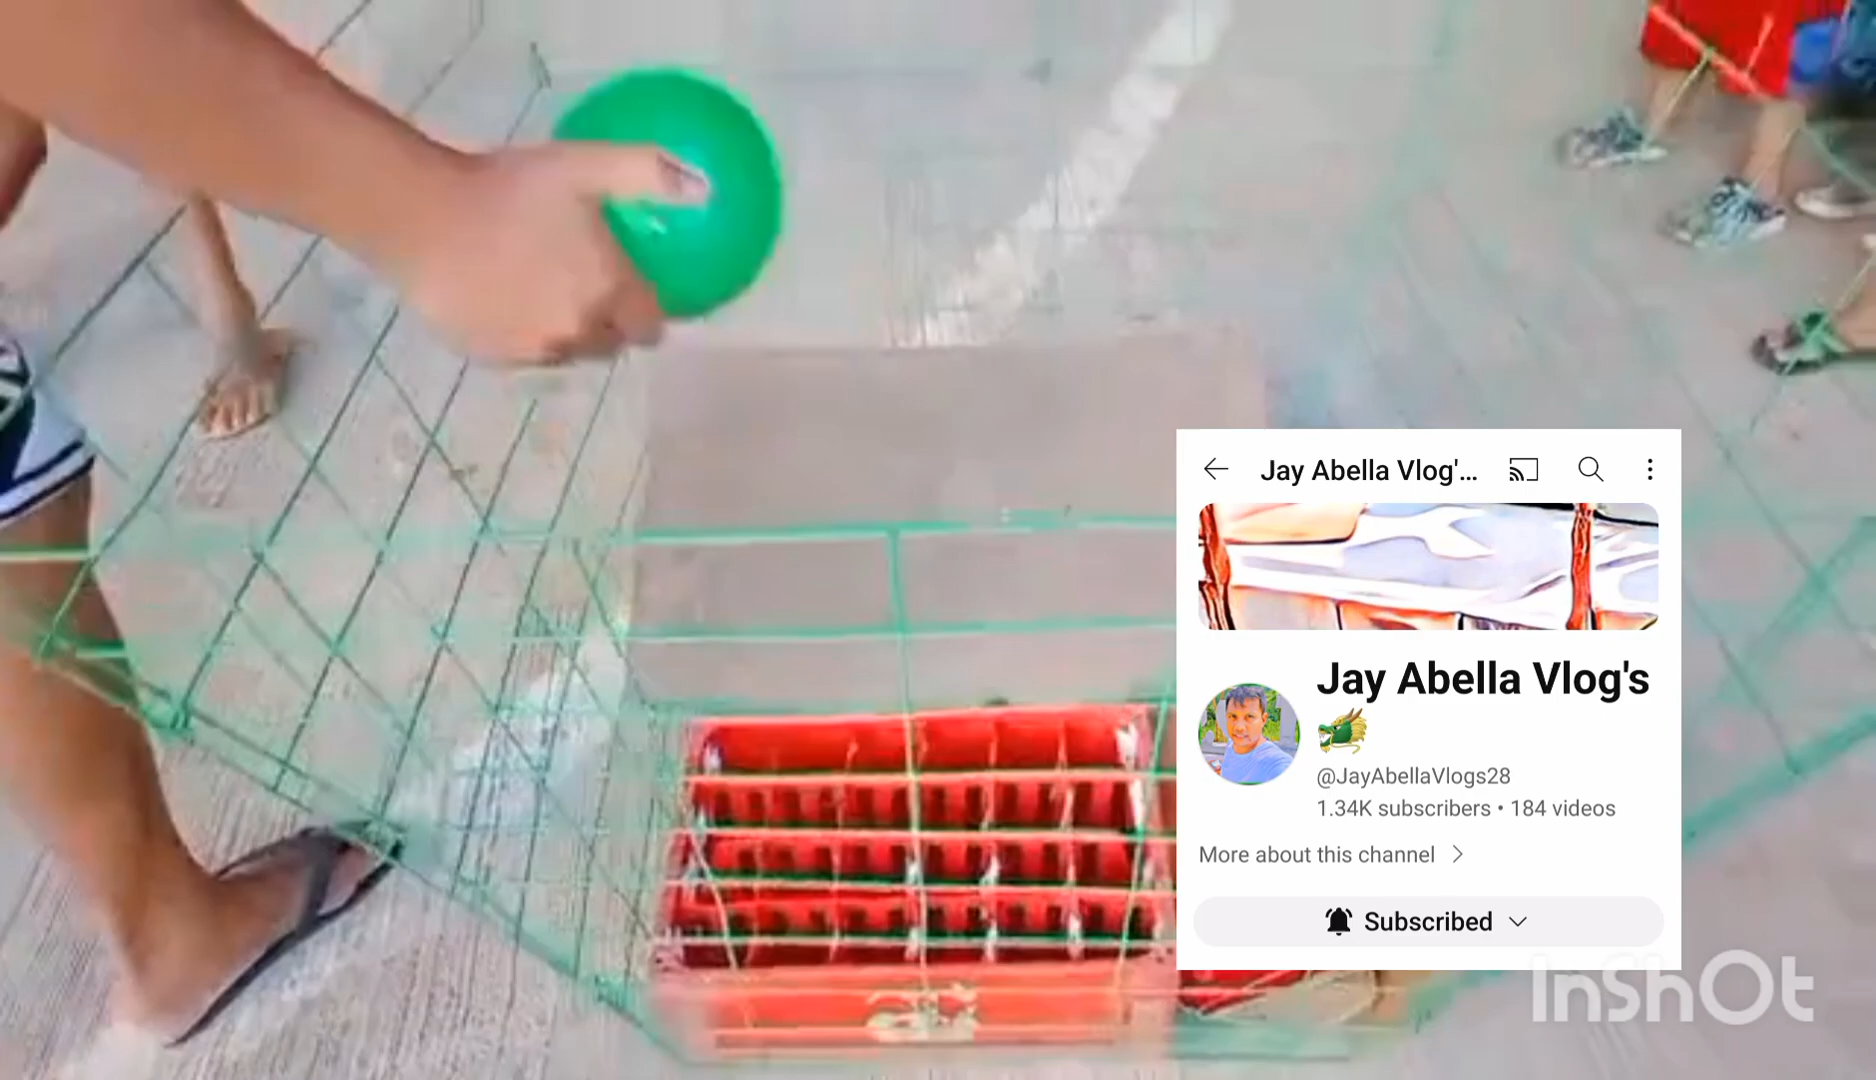 Jay Abella Vlog'...
Jay Abella Vlog's
@JayAbellaVlogs28
1.34K subscribers • 184 videos
More about this channel
Subscribed
InShOt